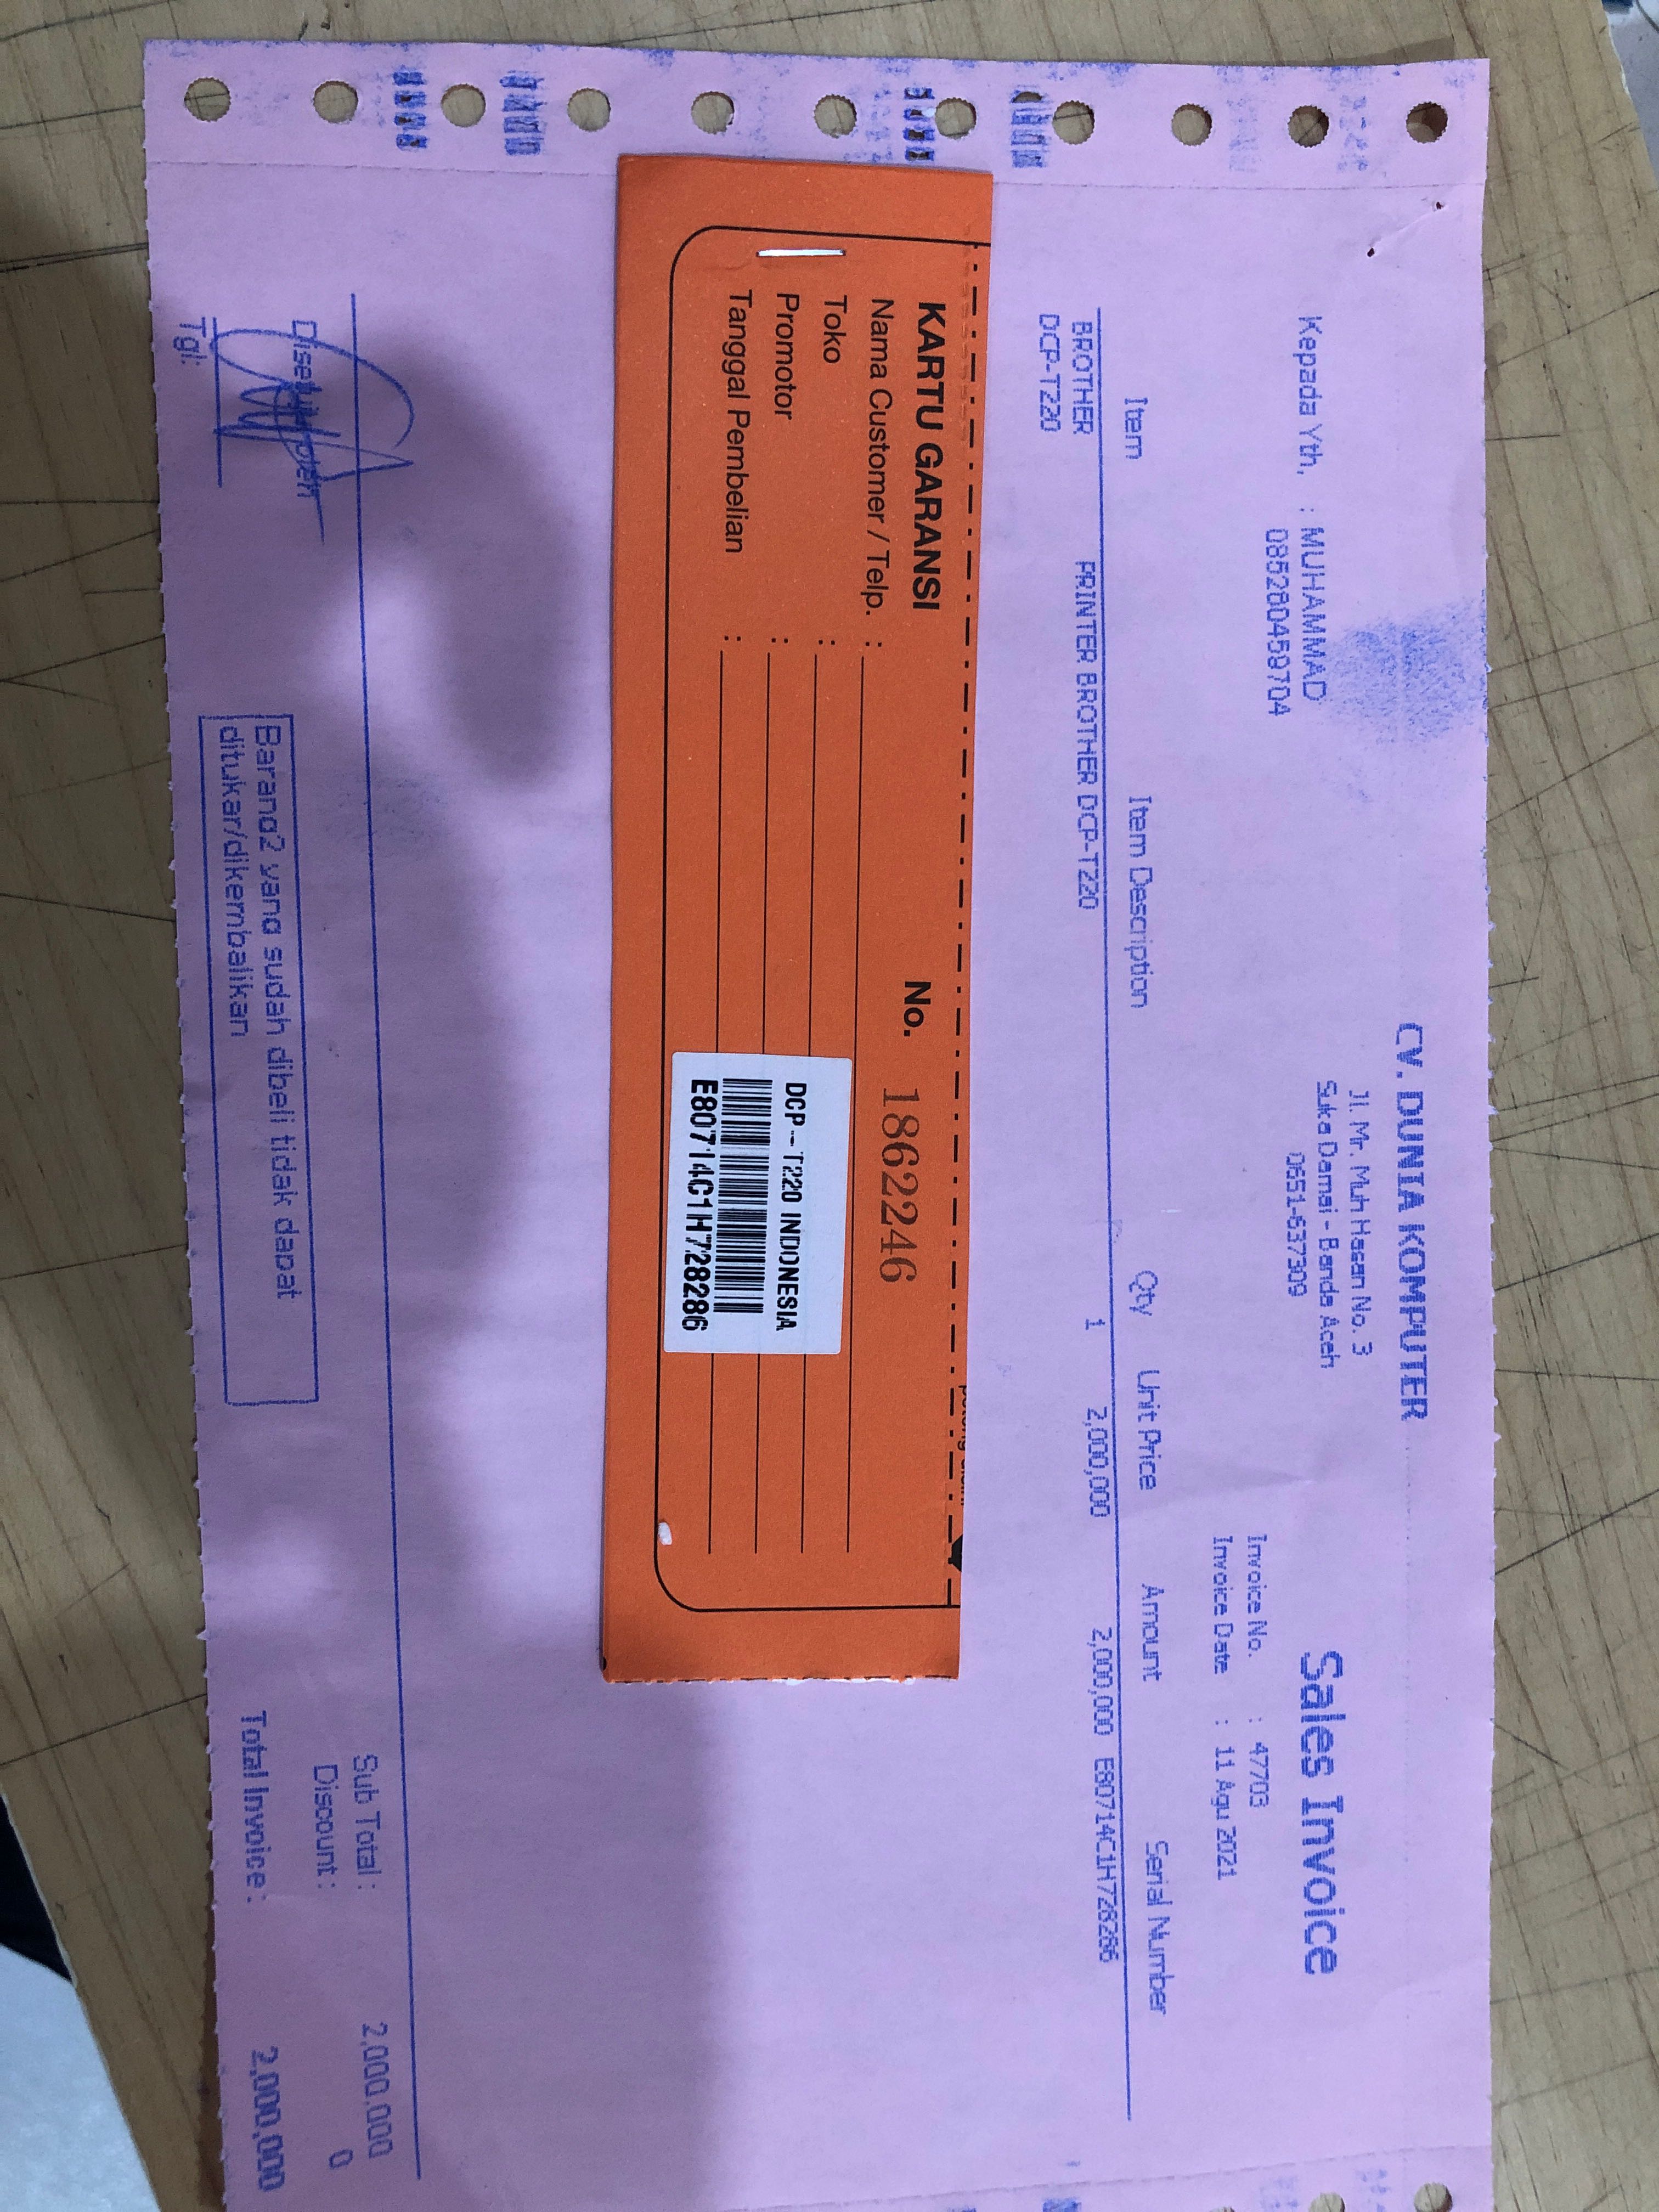 CV. DUNIA KOMPUTER
Jl. Mr. Muh Hasan No. 3
Suka Damai - Banda Aceh
0651-637309
Sales Invoice
Kepada Yth, : MUHAMMAD
085280459704
Invoice No. : 47703
Invoice Date : 11 Agu 2021
Item Item Description Qty Unit Price Amount Serial Number
BROTHER PRINTER BROTHER DCP-T220 1 2,000,000 2,000,000 E80714C1H728286
DCP-T220
KARTU GARANSI No. 1862246
Nama Customer / Telp. :
Toko :
Promotor :
Tanggal Pembelian :
DCP-T220 INDONESIA
E80714C1H728286
Disetujui oleh
Tgl:
Barang2 yang sudah dibeli tidak dapat
ditukar/dikembalikan
Sub Total : 2,000,000
Discount : 0
Total Invoice : 2,000,000